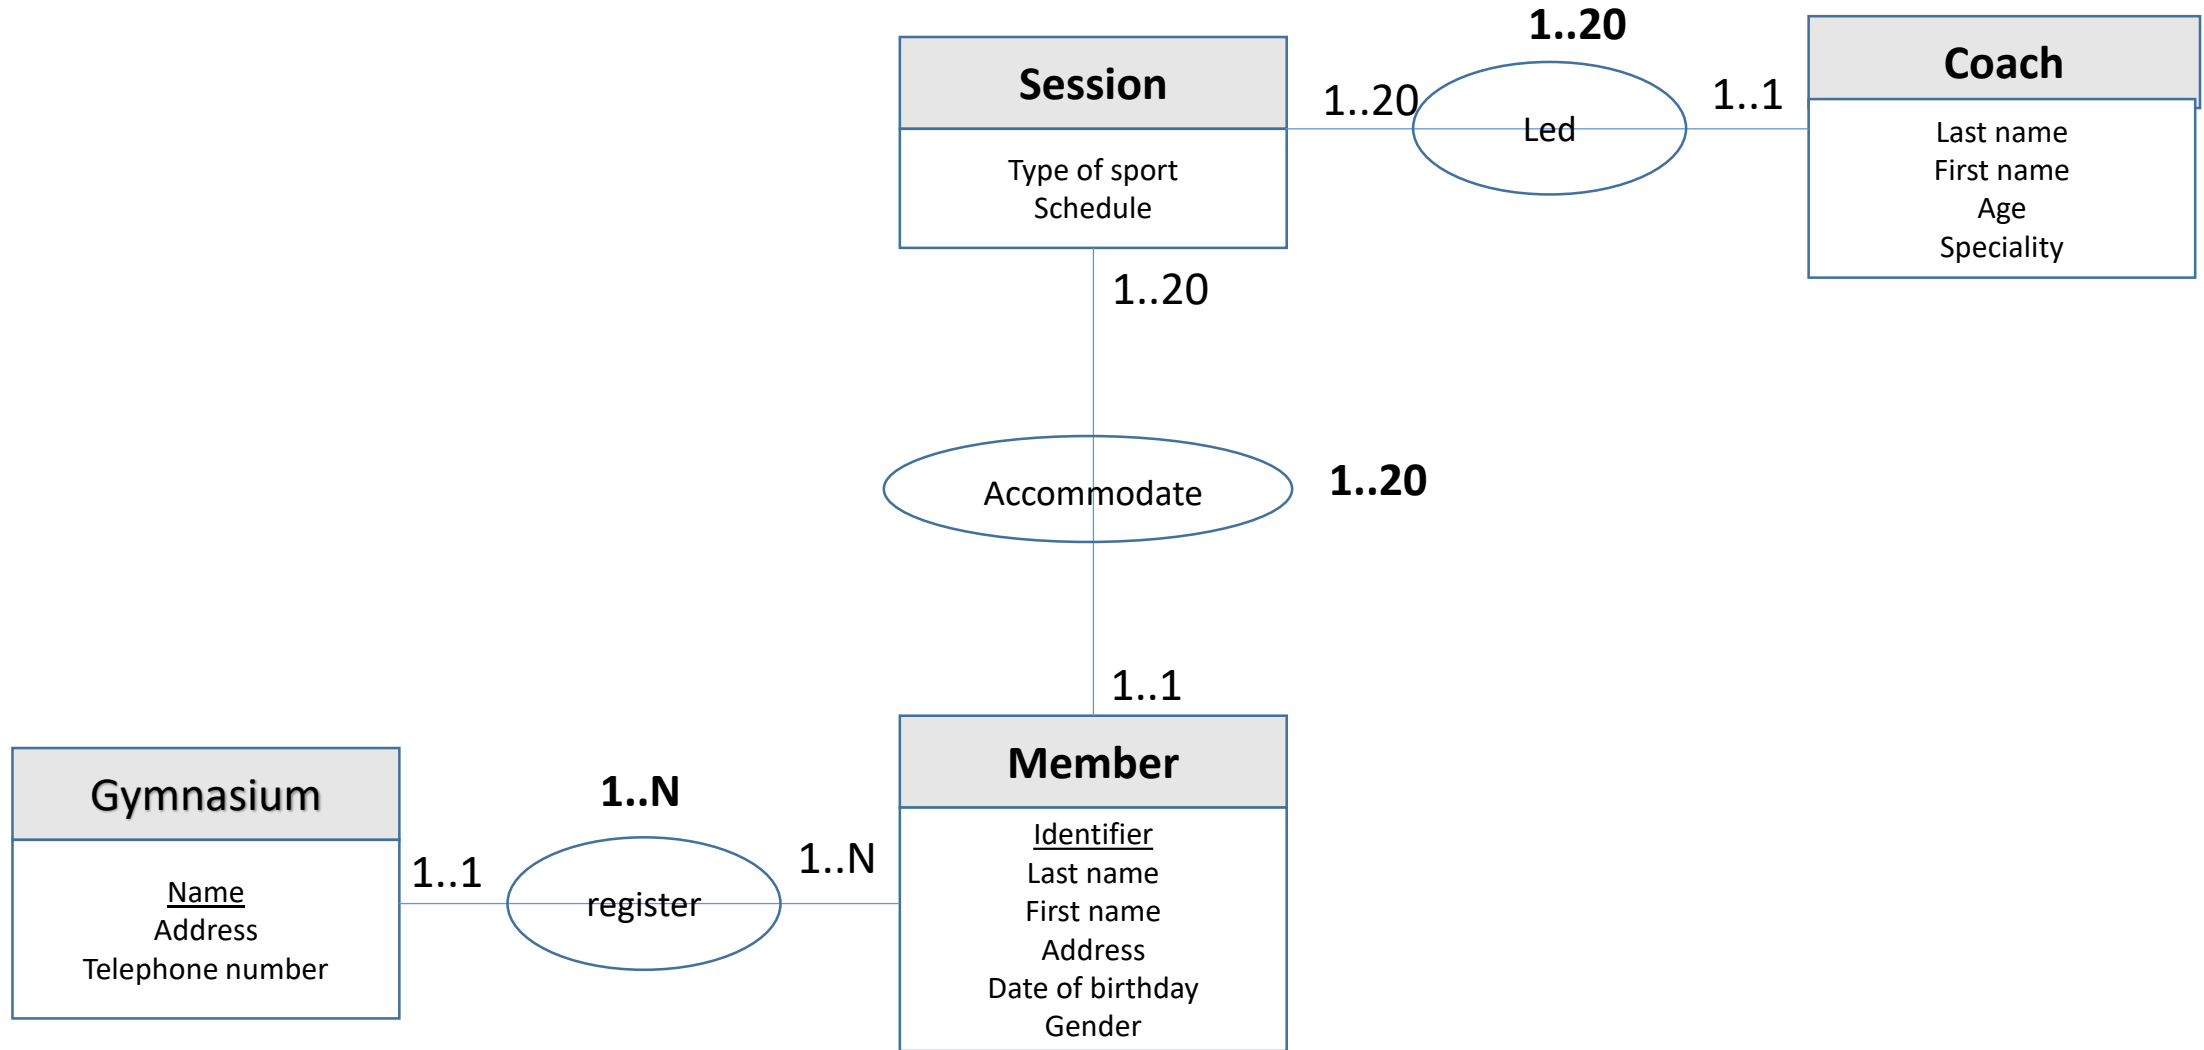 1..20
Session
1..20
Led
1..1
Coach
Type of sport
Schedule
Last name
First name
Age
Speciality
1..20
Accommodate
1..20
1..1
Gymnasium
Name
Address
Telephone number
1..1
1..N
register
1..N
Member
Identifier
Last name
First name
Address
Date of birthday
Gender